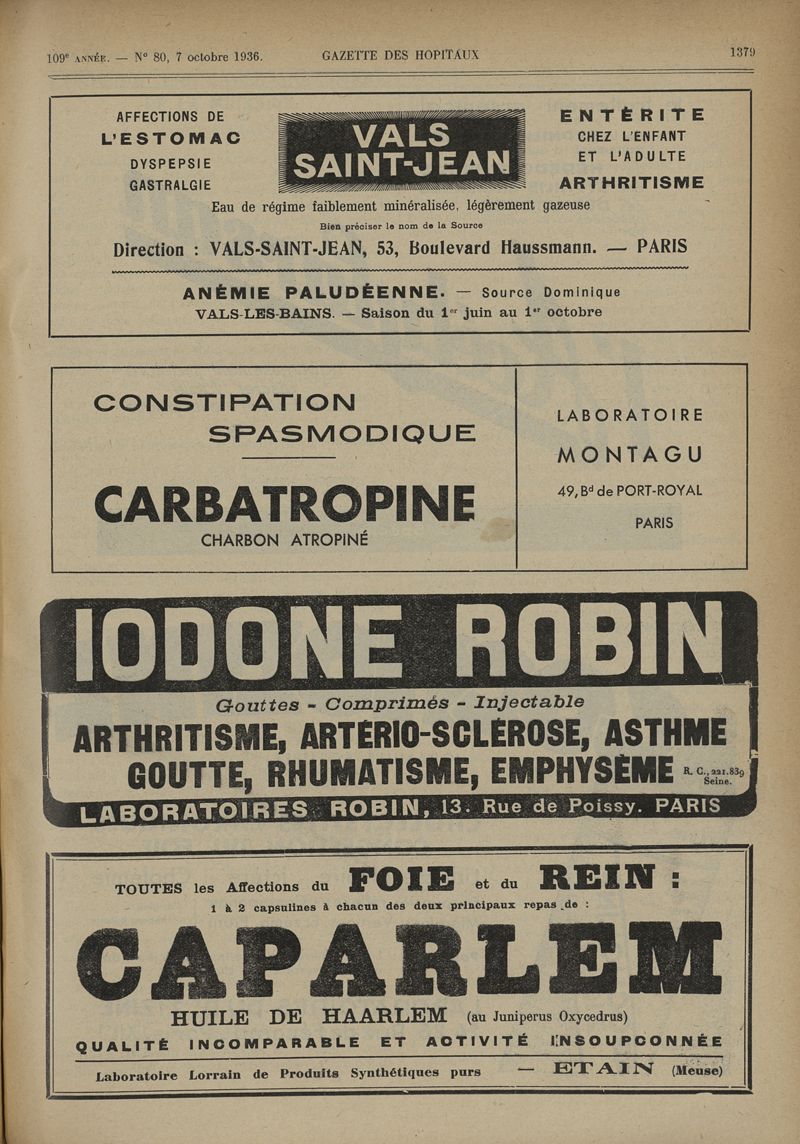 109e ANNÉE. — N° 80, 7 octobre 1936. GAZETTE DES HOPITAUX 1379
AFFECTIONS DE
L'ESTOMAC
DYSPEPSIE
GASTRALGIE
VALS
SAINT-JEAN
ENTÉRITE
CHEZ L'ENFANT
ET L'ADULTE
ARTHRITISME
Eau de régime faiblement minéralisée, légèrement gazeuse
Bien préciser le nom de la Source
Direction : VALS-SAINT-JEAN, 53, Boulevard Haussmann. — PARIS
ANÉMIE PALUDÉENNE. — Source Dominique
VALS-LES-BAINS. — Saison du 1er juin au 1er octobre
CONSTIPATION
SPASMODIQUE
CARBATROPINE
CHARBON ATROPINÉ
LABORATOIRE
MONTAGU
49, Bd de PORT-ROYAL
PARIS
IODONE ROBIN
Gouttes - Comprimés - Injectable
ARTHRITISME, ARTÉRIO-SCLÉROSE, ASTHME
GOUTTE, RHUMATISME, EMPHYSÈME R. C., 221.839
Seine.
LABORATOIRES ROBIN, 13. Rue de Poissy. PARIS
TOUTES les Affections du FOIE et du REIN :
1 à 2 capsulines à chacun des deux principaux repas de :
CAPARLEM
HUILE DE HAARLEM (au Juniperus Oxycedrus)
QUALITÉ INCOMPARABLE ET ACTIVITÉ INSOUPCONNÉE
Laboratoire Lorrain de Produits Synthétiques purs — ETAIN (Meuse)